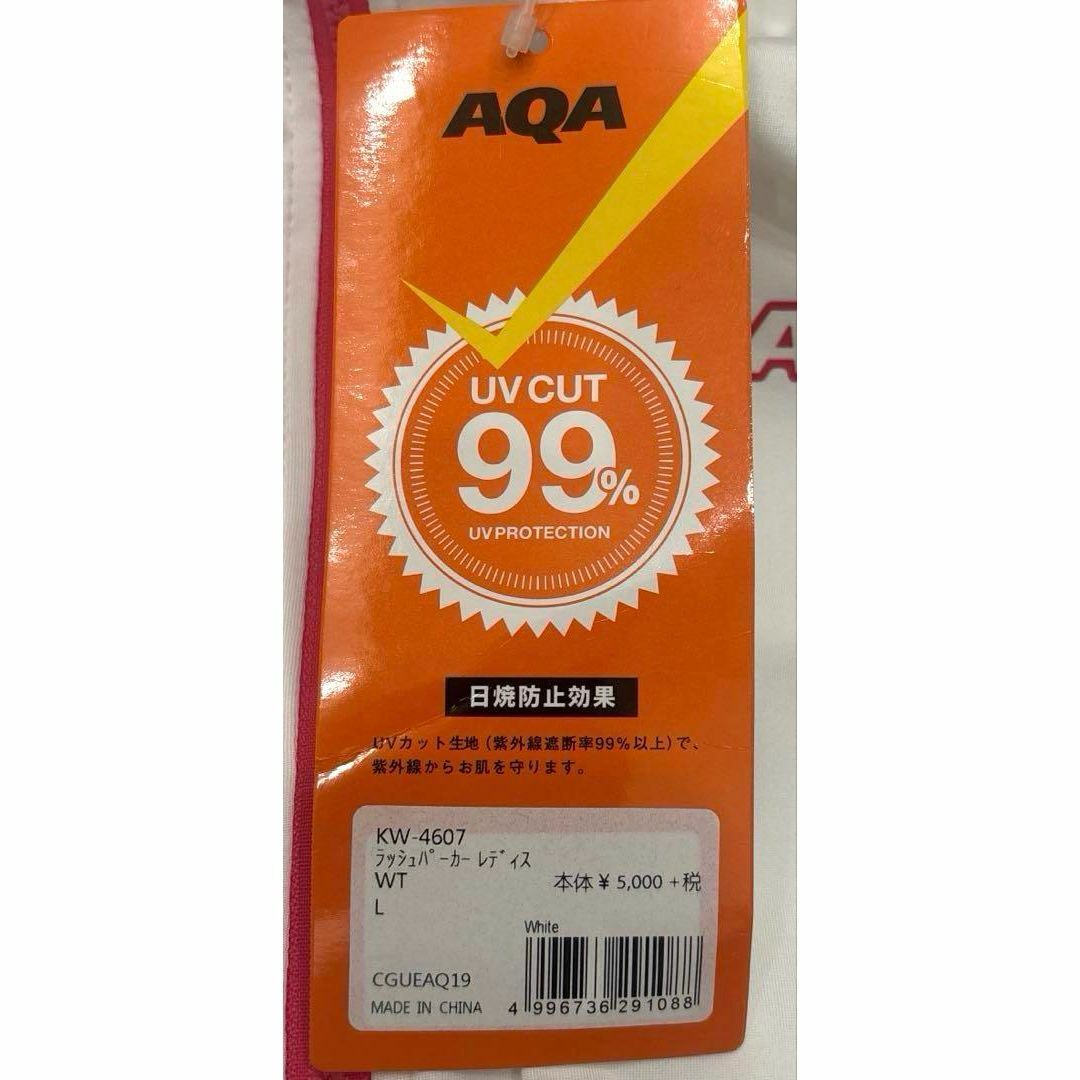 AQA
UV CUT
99%
UV PROTECTION
日焼防止効果
UVカット生地（紫外線遮断率99%以上）で、
紫外線からお肌を守ります。
KW-4607
ﾗｯｼｭﾊﾟｰｶｰ ﾚﾃﾞｨｽ
WT 本体¥ 5,000 +税
L
White
CGUEAQ19
MADE IN CHINA 4 996736 291088
A